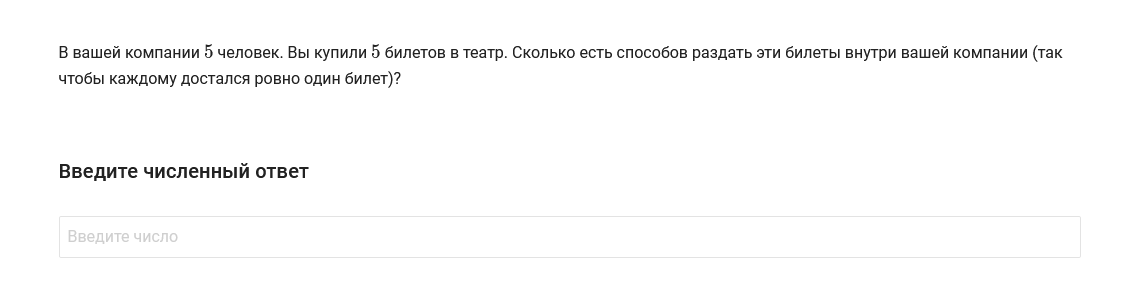 В вашей компании 5 человек. Вы купили 5 билетов в театр. Сколько есть способов раздать эти билеты внутри вашей компании (так
чтобы каждому достался ровно один билет)?
Введите численный ответ
Введите число